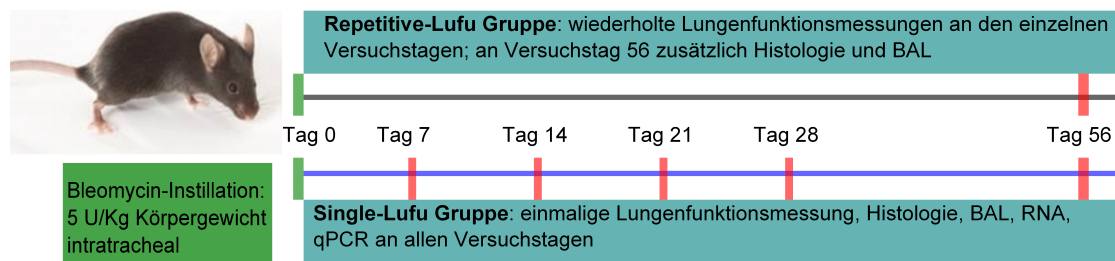 Repetitive-Lufu Gruppe: wiederholte Lungenfunktionsmessungen an den einzelnen
Versuchstagen; an Versuchstag 56 zusätzlich Histologie und BAL
Tag 0 Tag 7 Tag 14 Tag 21 Tag 28 Tag 56
Bleomycin-Instillation:
5 U/Kg Körpergewicht
intratracheal
Single-Lufu Gruppe: einmalige Lungenfunktionsmessung, Histologie, BAL, RNA,
qPCR an allen Versuchstagen